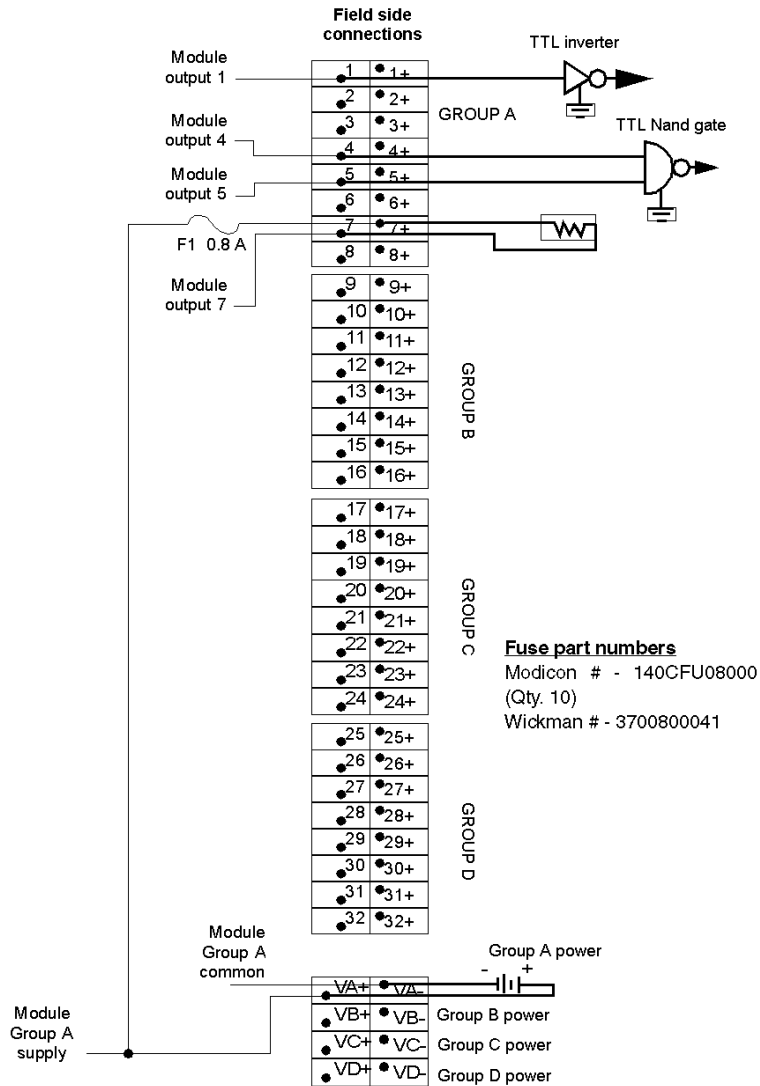 Field side
connections
TTL inverter
Module
output 1
1 1+
2 2+
GROUP A
3 3+
TTL Nand gate
Module
output 4
4 4+
5 5+
Module
output 5
6 6+
7 7+
F1 0.8 A
8 8+
Module
output 7
9 9+
10 10+
11 11+
12 12+
13 13+
14 14+
15 15+
16 16+
GROUP B
17 17+
18 18+
19 19+
20 20+
21 21+
22 22+
23 23+
24 24+
GROUP C
Fuse part numbers
Modicon # - 140CFU08000
(Qty. 10)
Wickman # - 3700800041
25 25+
26 26+
27 27+
28 28+
29 29+
30 30+
31 31+
32 32+
GROUP D
Module
Group A
common
Group A power
- +
VA+ VA-
VB+ VB- Group B power
VC+ VC- Group C power
VD+ VD- Group D power
Module
Group A
supply